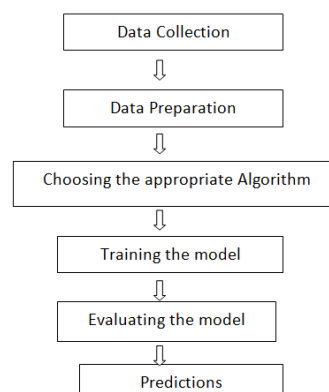 Data Collection
Data Preparation
Choosing the appropriate Algorithm
Training the model
Evaluating the model
Predictions